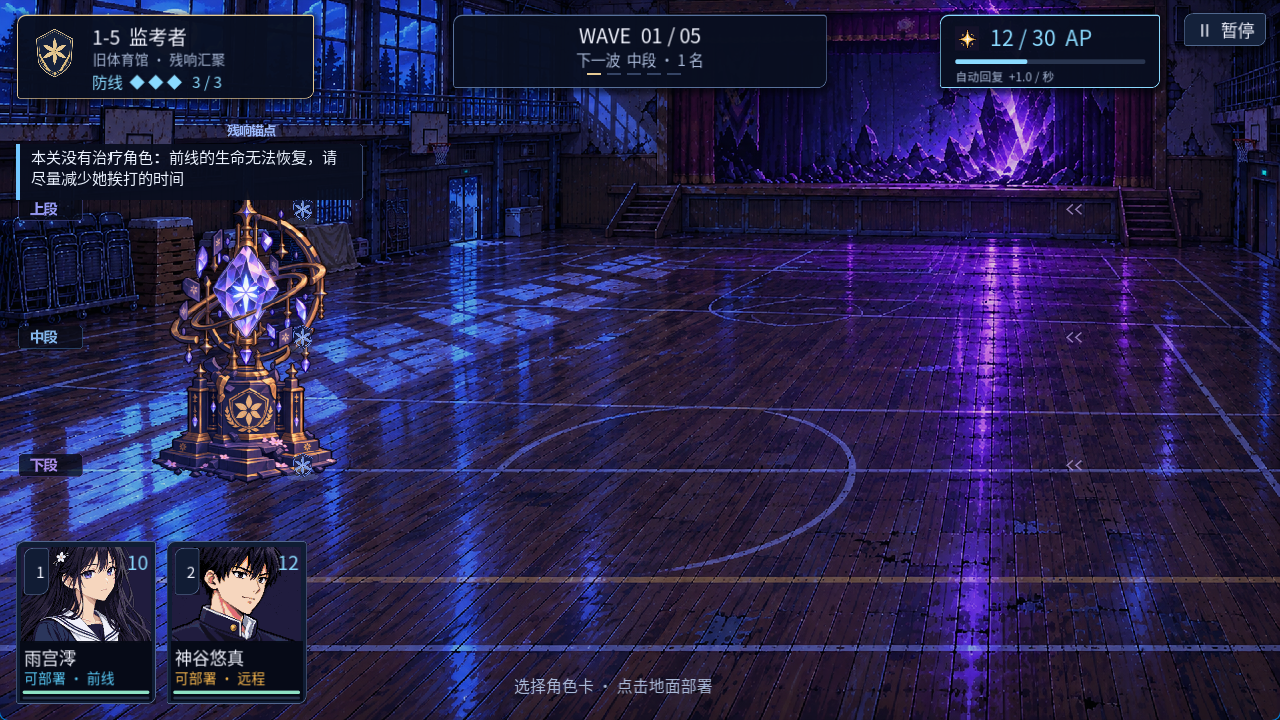 1-5 监考者
旧体育馆 · 残响汇聚
防线 3 / 3
WAVE 01 / 05
下一波 中段 · 1 名
12 / 30 AP
自动回复 +1.0 / 秒
暂停
残响锚点
本关没有治疗角色：前线的生命无法恢复，请
尽量减少她挨打的时间
上段
中段
下段
1
10
雨宫澪
可部署 · 前线
2
12
神谷悠真
可部署 · 远程
选择角色卡 · 点击地面部署